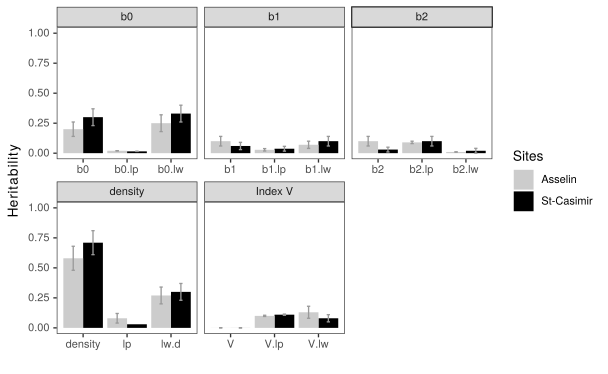 b0 b1 b2
1.00
0.75
0.50
0.25
0.00
b0 b0.lp b0.lw b1 b1.lp b1.lw b2 b2.lp b2.lw
Heritability
density Index V
1.00
0.75
0.50
0.25
0.00
density lp lw.d V V.lp V.lw
Sites
Asselin
St-Casimir